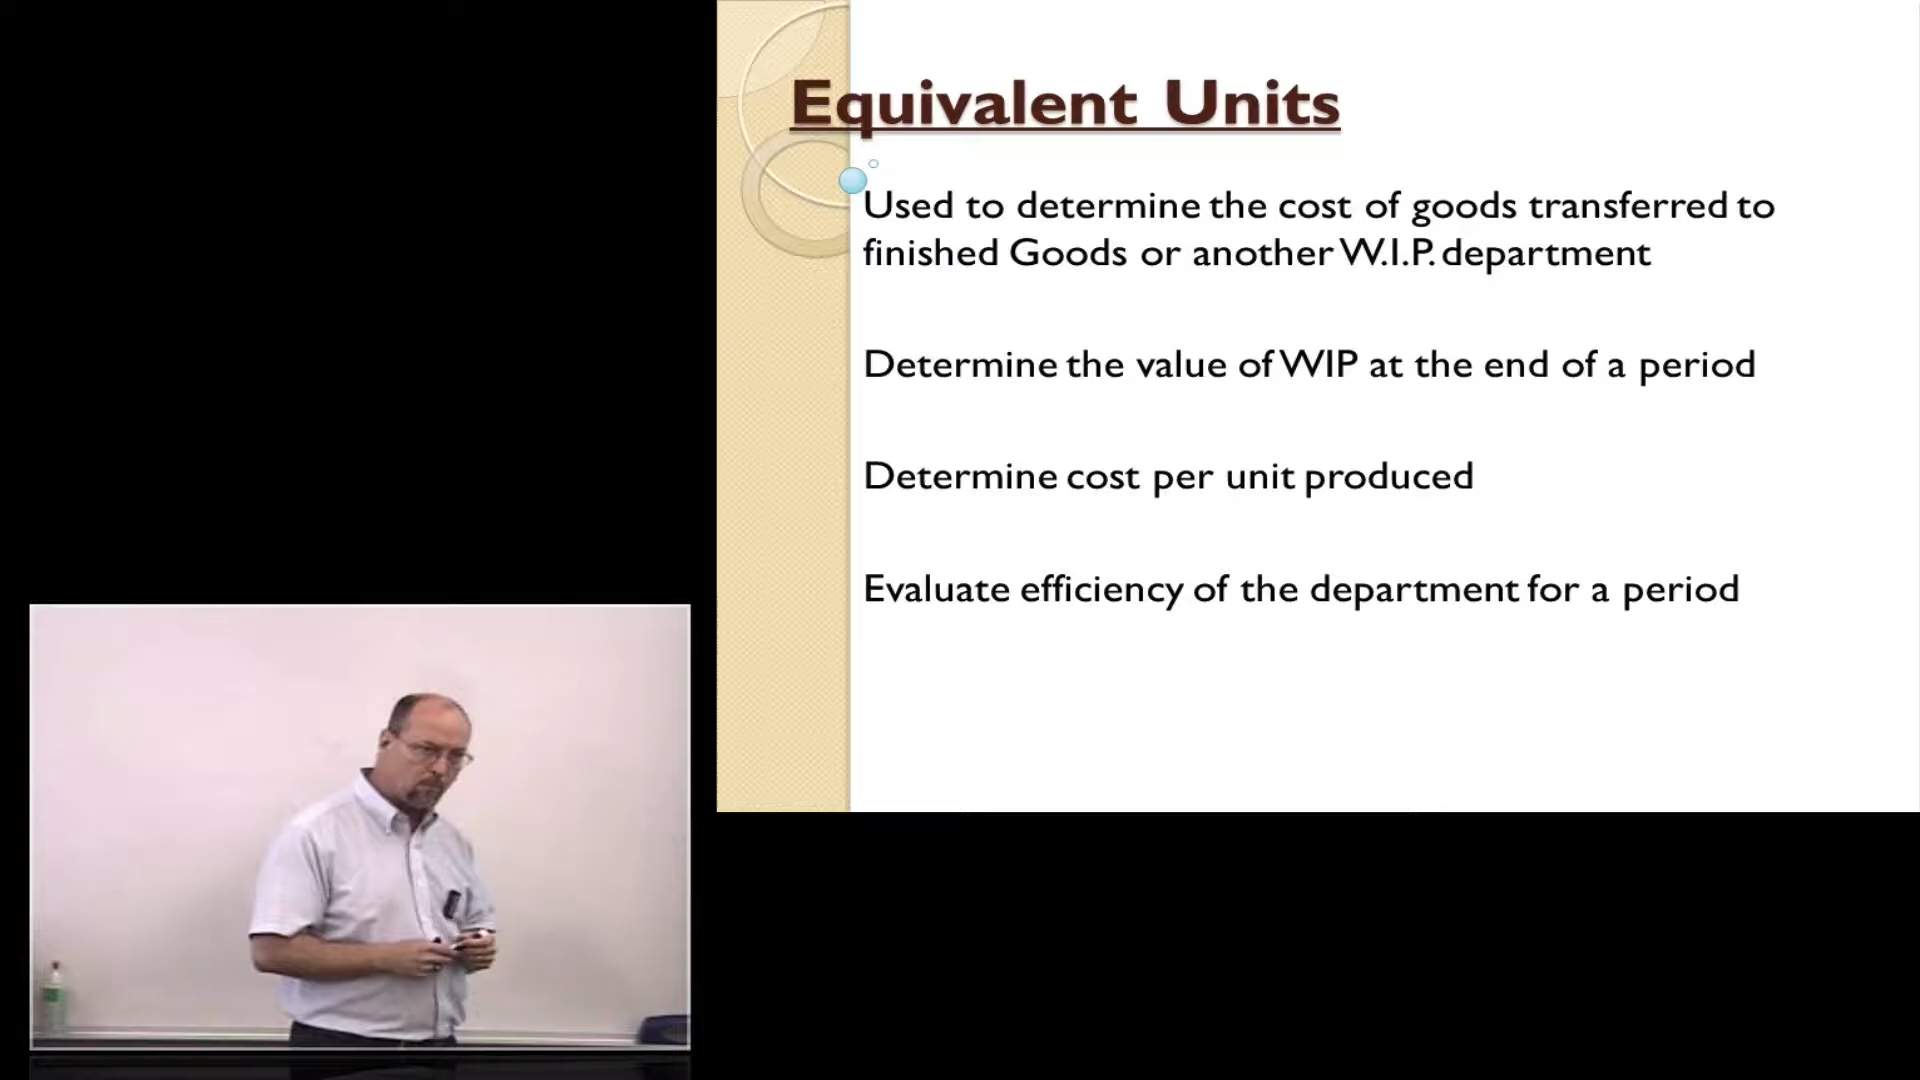 Equivalent Units
Used to determine the cost of goods transferred to
finished Goods or another W.I.P. department
Determine the value of WIP at the end of a period
Determine cost per unit produced
Evaluate efficiency of the department for a period